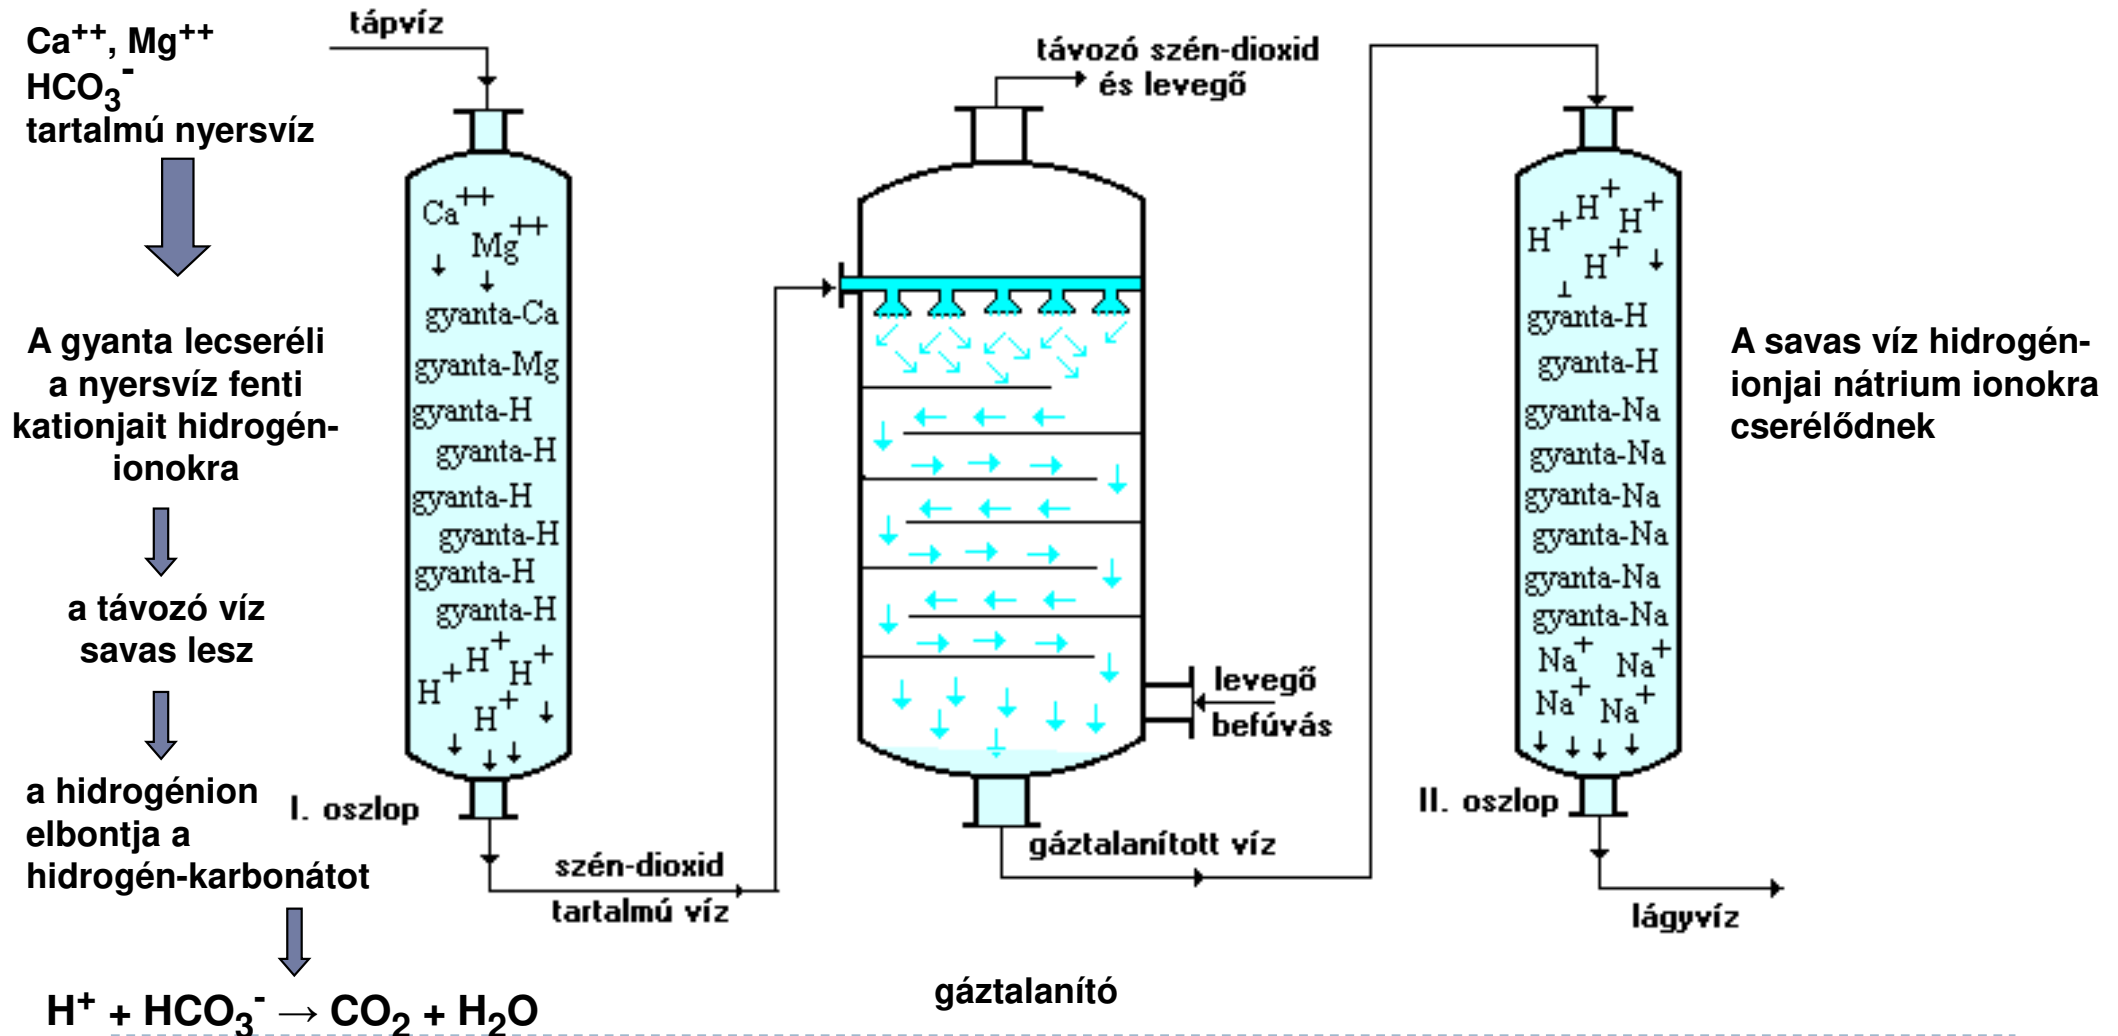 Ca⁺⁺, Mg⁺⁺
HCO₃⁻
tartalmú nyersvíz
A gyanta lecseréli
a nyersvíz fenti
kationjait hidrogén-
ionokra
a távozó víz
savas lesz
a hidrogénion
elbontja a
hidrogén-karbonátot
H⁺ + HCO₃⁻ → CO₂ + H₂O
tápvíz
Ca⁺⁺
Mg⁺⁺
gyanta-Ca
gyanta-Mg
gyanta-H
gyanta-H
gyanta-H
gyanta-H
gyanta-H
gyanta-H
H⁺
H⁺
H⁺
H⁺
I. oszlop
szén-dioxid
tartalmú víz
távozó szén-dioxid
és levegő
levegő
befúvás
gáztalanított víz
gáztalanító
H⁺
H⁺
H⁺
H⁺
gyanta-H
gyanta-H
gyanta-Na
gyanta-Na
gyanta-Na
gyanta-Na
gyanta-Na
gyanta-Na
Na⁺
Na⁺
Na⁺
Na⁺
II. oszlop
lágyvíz
A savas víz hidrogén-
ionjai nátrium ionokra
cserélődnek